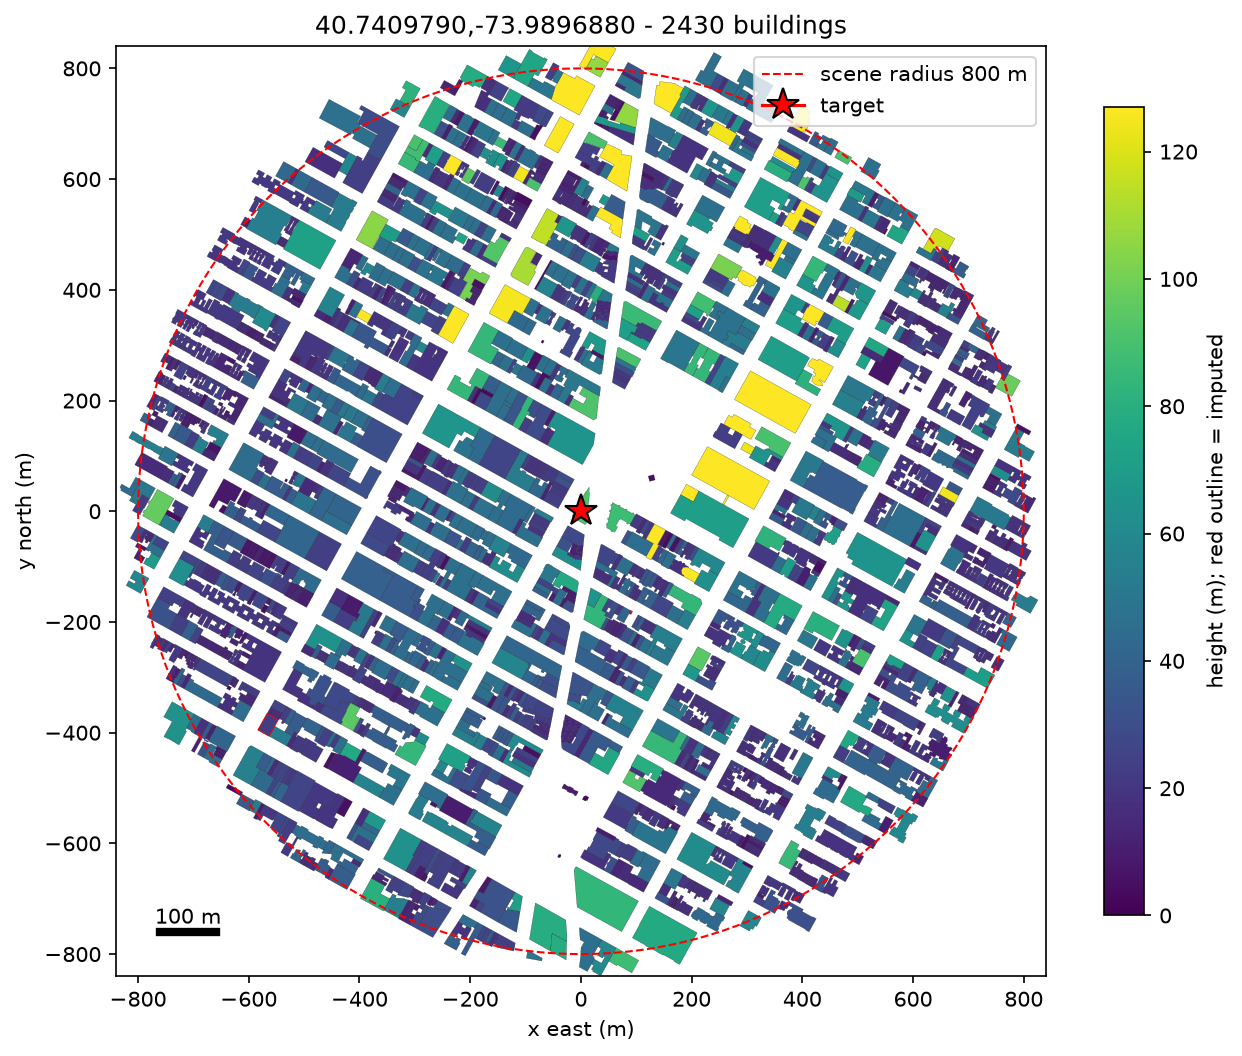 40.7409790,-73.9896880 - 2430 buildings
scene radius 800 m
target
800
600
400
200
0
−200
−400
−600
−800
y north (m)
100 m
−800 −600 −400 −200 0 200 400 600 800
x east (m)
120
100
80
60
40
20
0
height (m); red outline = imputed